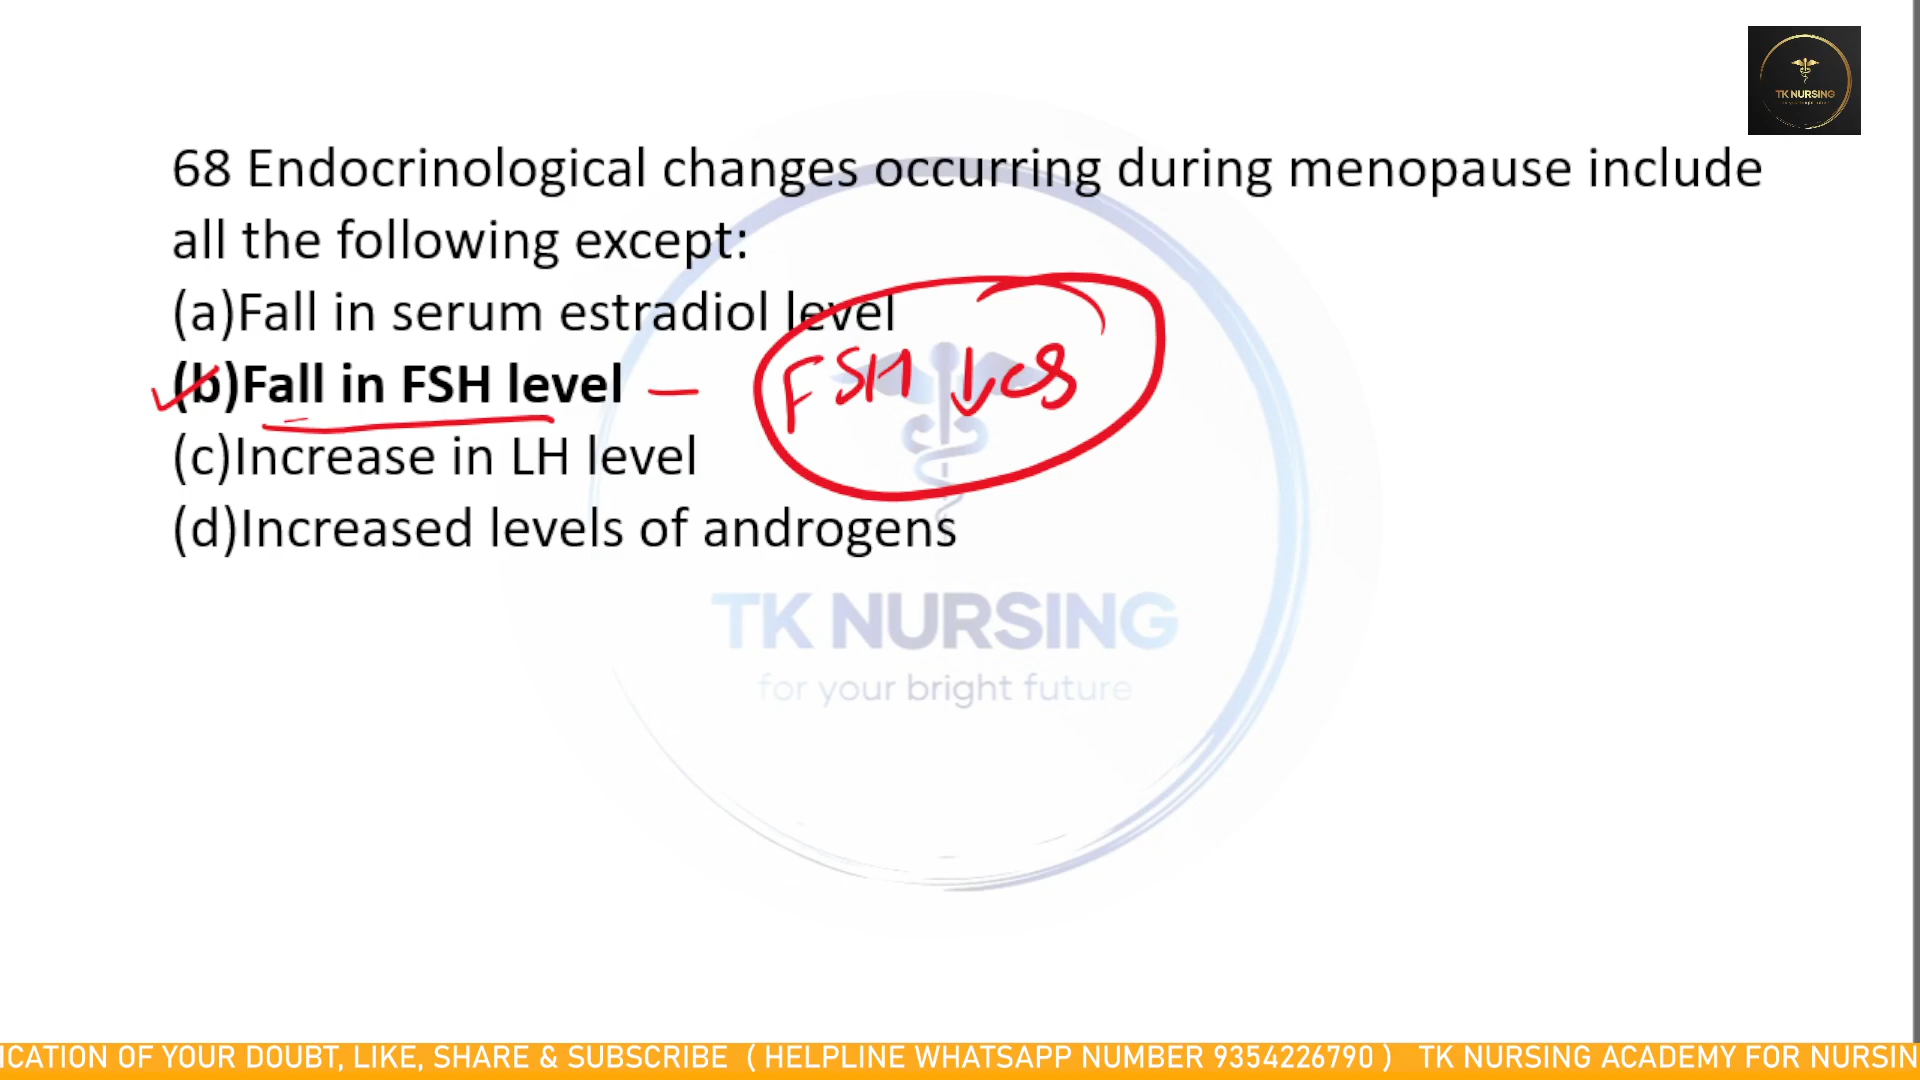 TK NURSING
68 Endocrinological changes occurring during menopause include
all the following except:
(a)Fall in serum estradiol level
(b)Fall in FSH level
FSH ↓es
(c)Increase in LH level
(d)Increased levels of androgens
TK NURSING
for your bright future
ICATION OF YOUR DOUBT, LIKE, SHARE & SUBSCRIBE ( HELPLINE WHATSAPP NUMBER 9354226790 ) TK NURSING ACADEMY FOR NURSIN